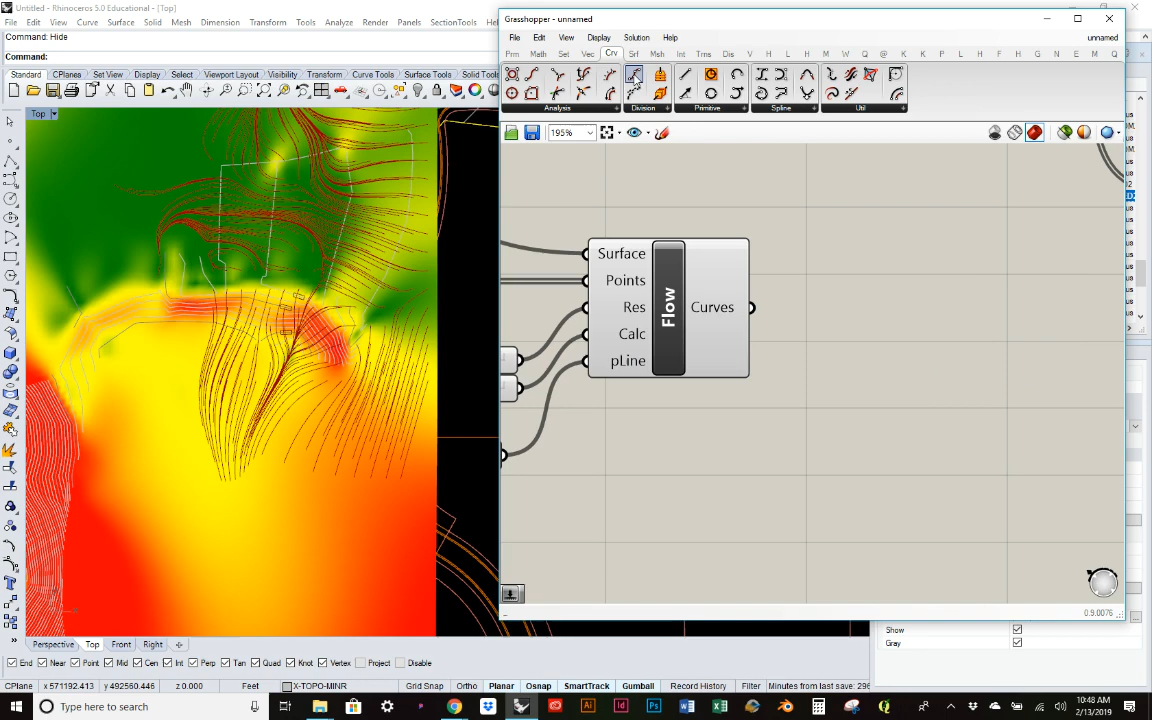 Untitled - Rhinoceros 5.0 Educational - [Top]
File Edit View Curve Surface Solid Mesh Dimension Transform Tools Analyze Render Panels SectionTools Help
Command: Hide
Command:
Standard CPlanes Set View Display Select Viewport Layout Visibility Transform Curve Tools Surface Tools Solid Tools
Top
Grasshopper - unnamed
File Edit View Display Solution Help unnamed
Prm Math Set Vec Crv Srf Msh Int Trns Dis V H L H M W Q @ K L F H P L H F H G N E M Q
Analysis Division Primitive Spline Util
195%
Surface
Points
Res
Calc
pLine
Flow
Curves
0.9.0076
Show
Gray
Perspective Top Front Right
End Near Point Mid Cen Int Perp Tan Quad Knot Vertex Project Disable
CPlane x 571192.413 y 492560.446 z 0.000 Feet X-TOPO-MINR Grid Snap Ortho Planar Osnap SmartTrack Gumball Record History Filter Minutes from last save: 296
Type here to search
10:48 AM
2/13/2019